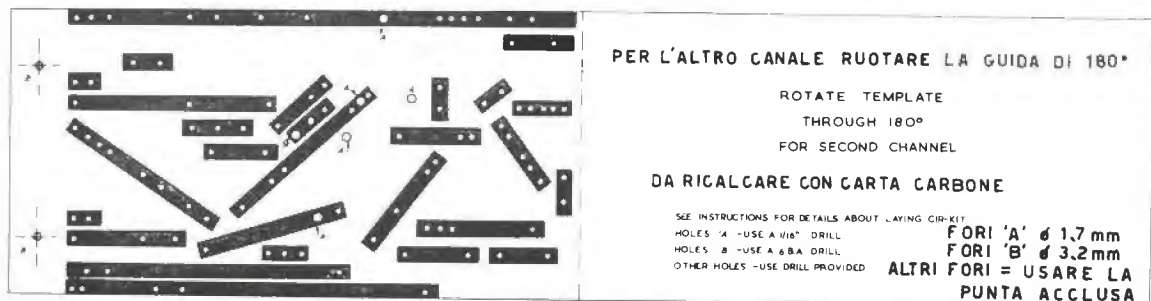 PER L'ALTRO CANALE RUOTARE LA GUIDA DI 180°
ROTATE TEMPLATE
THROUGH 180°
FOR SECOND CHANNEL
DA RICALCARE CON CARTA CARBONE
SEE INSTRUCTIONS FOR DETAILS ABOUT LAYING CIR-KIT
HOLES 'A' -USE A 1/16" DRILL FORI 'A' ø 1,7 mm
HOLES B -USE A 6 B.A DRILL FORI 'B' ø 3,2 mm
OTHER HOLES -USE DRILL PROVIDED ALTRI FORI = USARE LA
PUNTA ACCLUSA